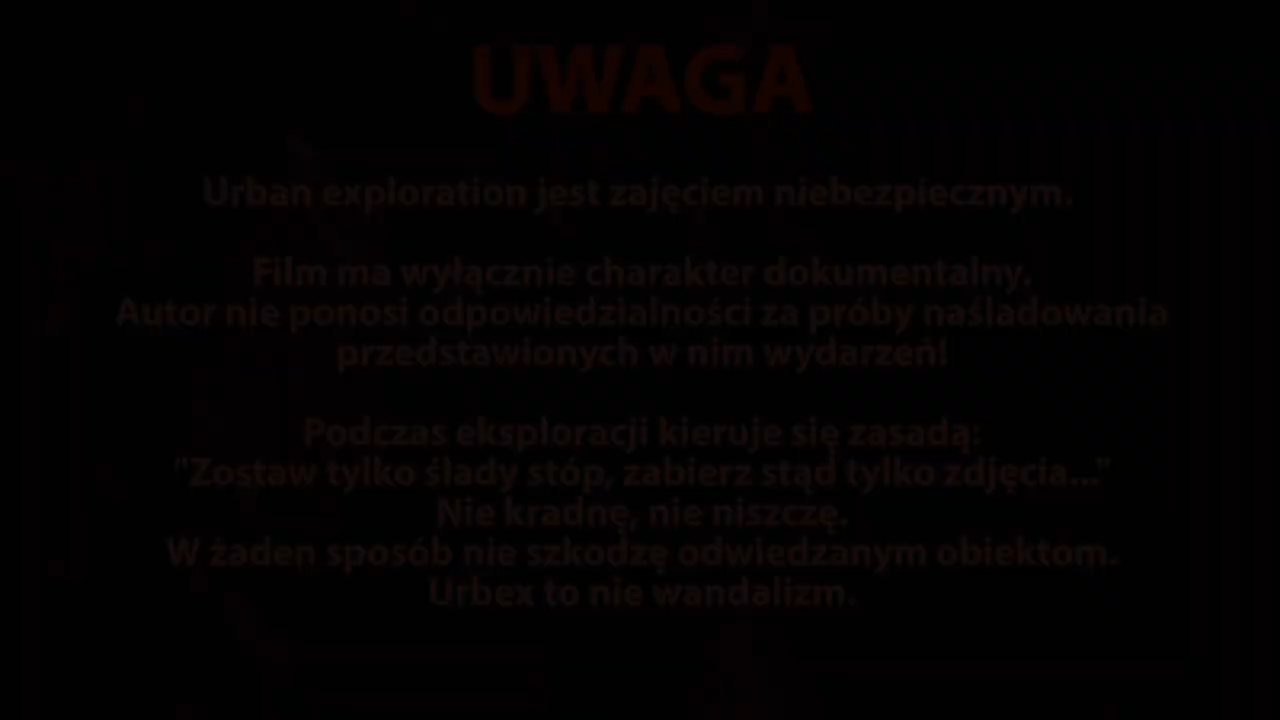 UWAGA
Urban exploration jest zajęciem niebezpiecznym.
Film ma wyłącznie charakter dokumentalny.
Autor nie ponosi odpowiedzialności za próby naśladowania
przedstawionych w nim wydarzeń!
Podczas eksploracji kieruje się zasadą:
"Zostaw tylko ślady stóp, zabierz stąd tylko zdjęcia..."
Nie kradnę, nie niszczę.
W żaden sposób nie szkodzę odwiedzanym obiektom.
Urbex to nie wandalizm.